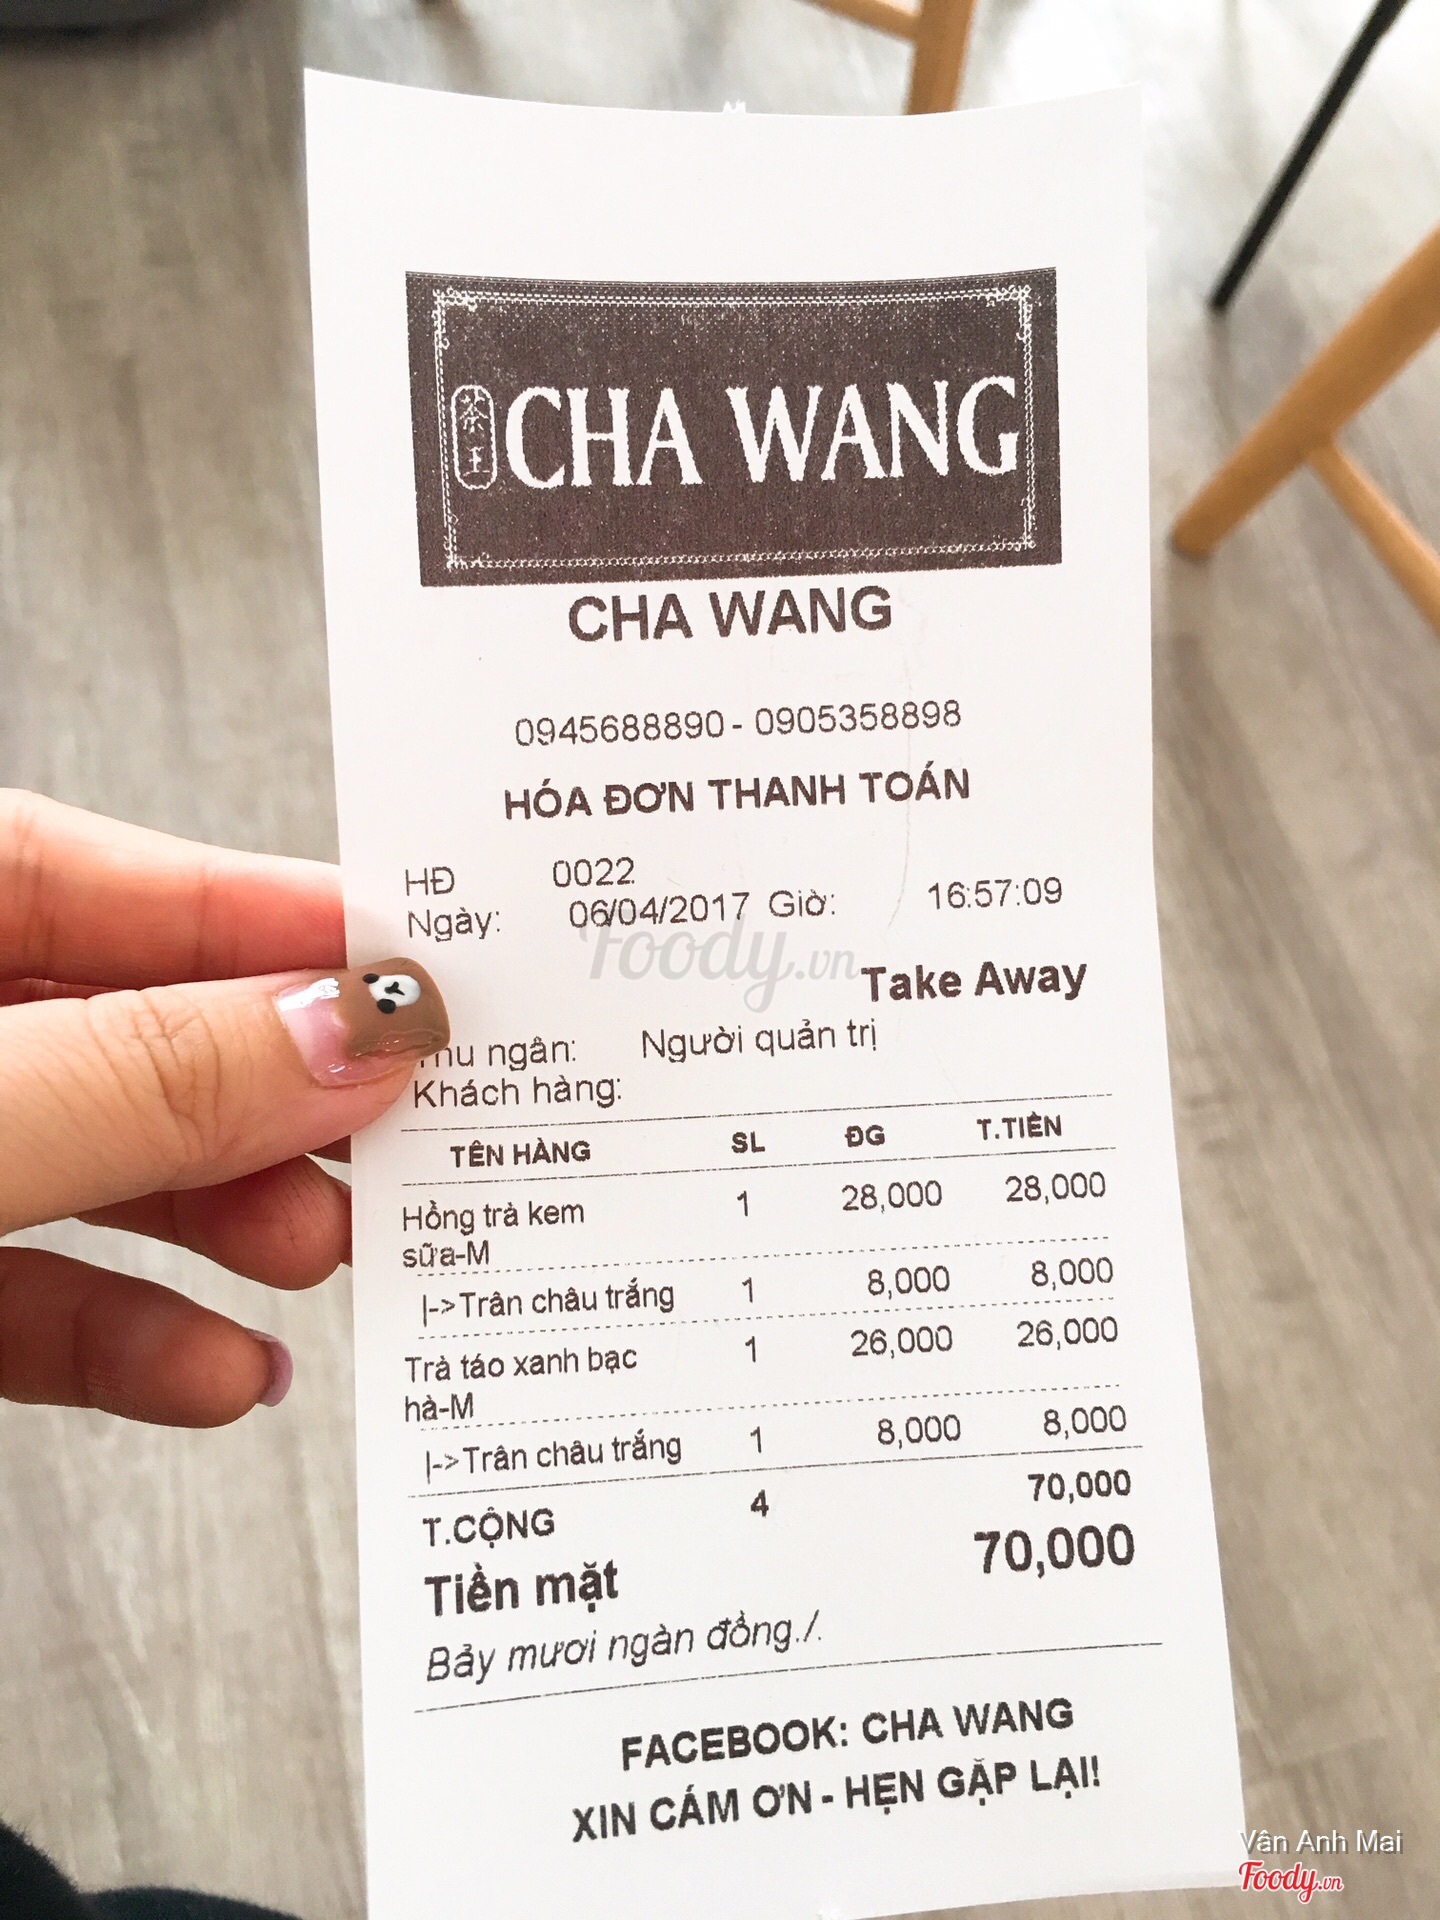 茶王 CHA WANG
CHA WANG
0945688890 - 0905358898
HÓA ĐƠN THANH TOÁN
HĐ 0022
Ngày: 06/04/2017 Giờ: 16:57:09
Foody.vn
Take Away
Thu ngân: Người quản trị
Khách hàng:
TÊN HÀNG SL ĐG T.TIỀN
Hồng trà kem 1 28,000 28,000
sữa-M
|->Trân châu trắng 1 8,000 8,000
Trà táo xanh bạc 1 26,000 26,000
hà-M
|->Trân châu trắng 1 8,000 8,000
T.CỘNG 4 70,000
Tiền mặt 70,000
Bảy mươi ngàn đồng./.
FACEBOOK: CHA WANG
XIN CÁM ƠN - HẸN GẶP LẠI!
Vân Anh Mai
Foody.vn